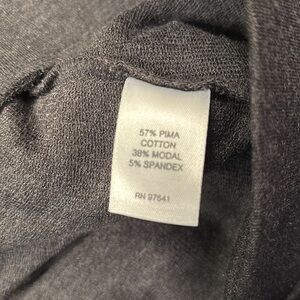 57% PIMA
COTTON
38% MODAL
5% SPANDEX
RN 97541